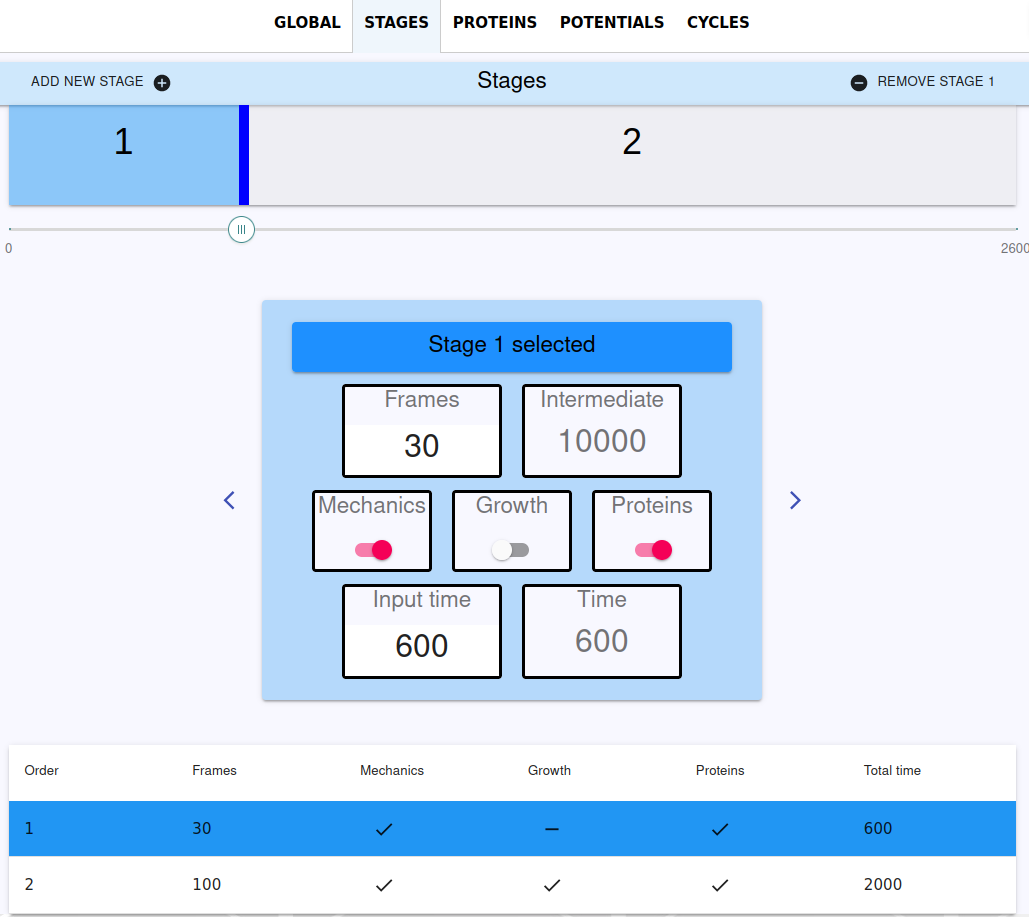 GLOBAL STAGES PROTEINS POTENTIALS CYCLES
ADD NEW STAGE Stages REMOVE STAGE 1
1 2
0 2600
Stage 1 selected
Frames Intermediate
30 10000
Mechanics Growth Proteins
Input time Time
600 600
Order Frames Mechanics Growth Proteins Total time
1 30 600
2 100 2000